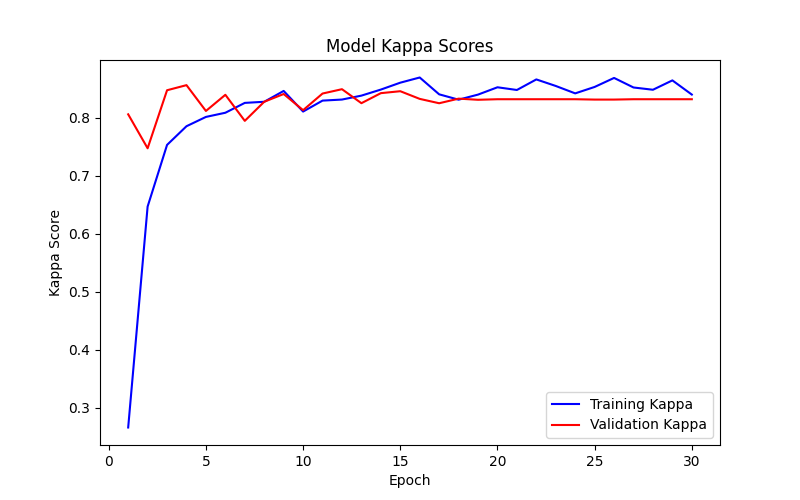 Model Kappa Scores
Kappa Score
0.8
0.7
0.6
0.5
0.4
0.3
Training Kappa
Validation Kappa
0 5 10 15 20 25 30
Epoch